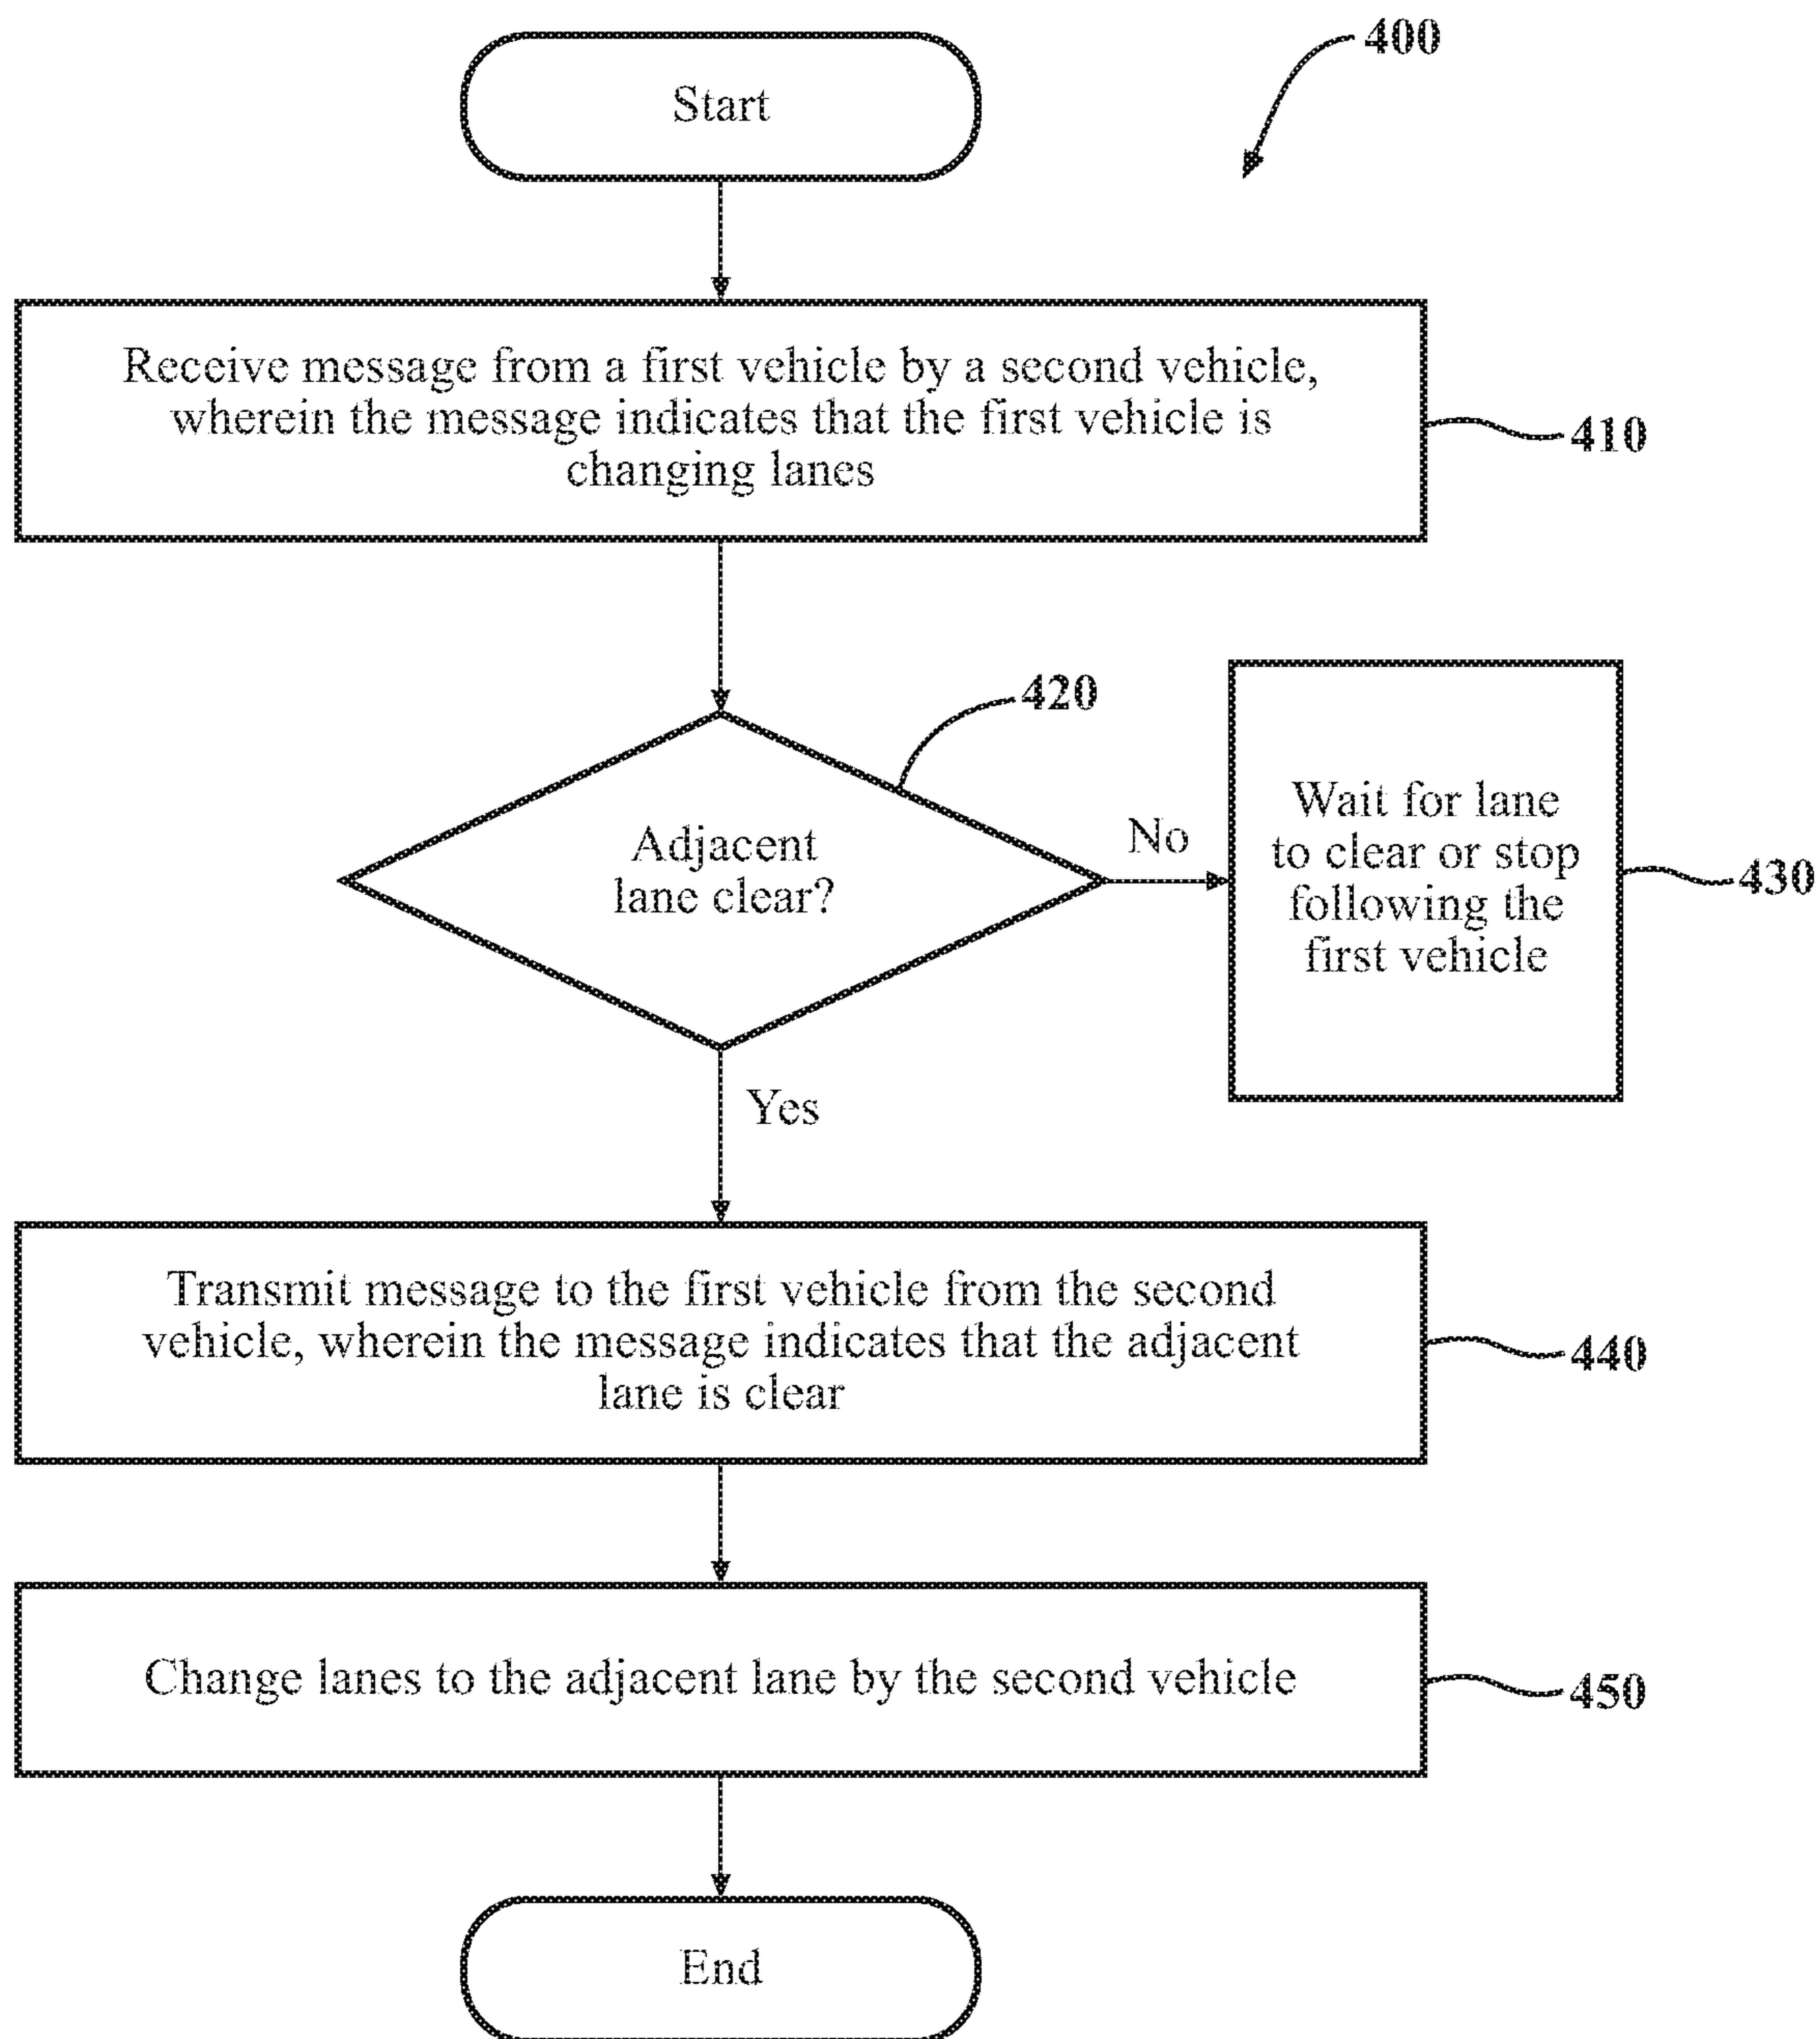 400
Start
Receive message from a first vehicle by a second vehicle,
wherein the message indicates that the first vehicle is
changing lanes
410
420
Adjacent
lane clear?
No
Wait for lane
to clear or stop
following the
first vehicle
430
Yes
Transmit message to the first vehicle from the second
vehicle, wherein the message indicates that the adjacent
lane is clear
440
Change lanes to the adjacent lane by the second vehicle
450
End